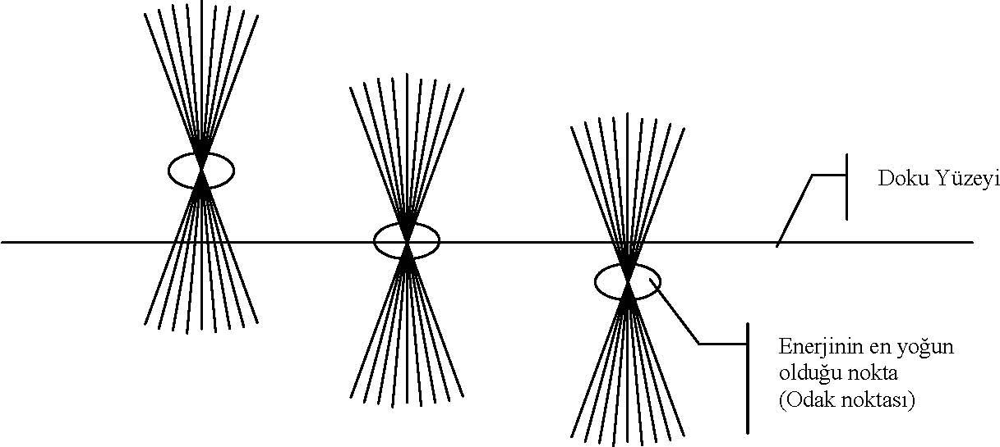 Doku Yüzeyi
Enerjinin en yoğun
olduğu nokta
(Odak noktası)